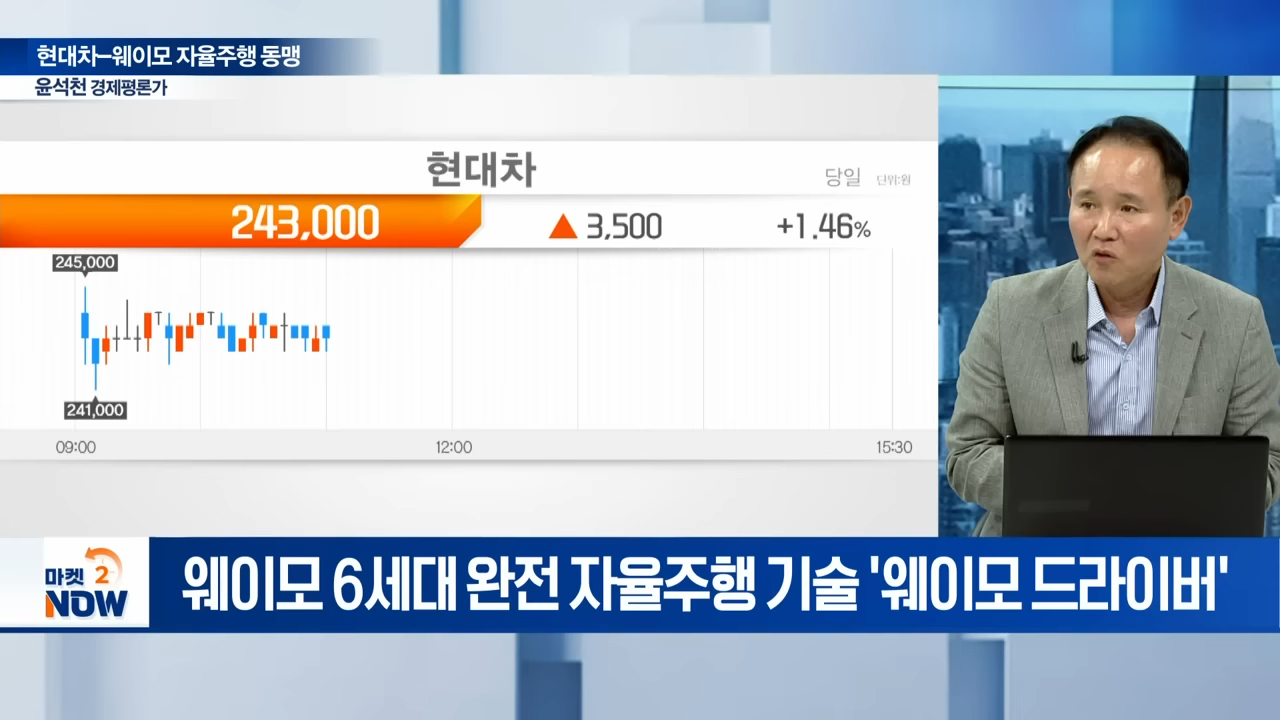 현대차-웨이모 자율주행 동맹
윤석천 경제평론가
현대차
당일 단위:원
243,000 ▲ 3,500 +1.46%
245,000
241,000
09:00 12:00 15:30
마켓 2
NOW
웨이모 6세대 완전 자율주행 기술 '웨이모 드라이버'